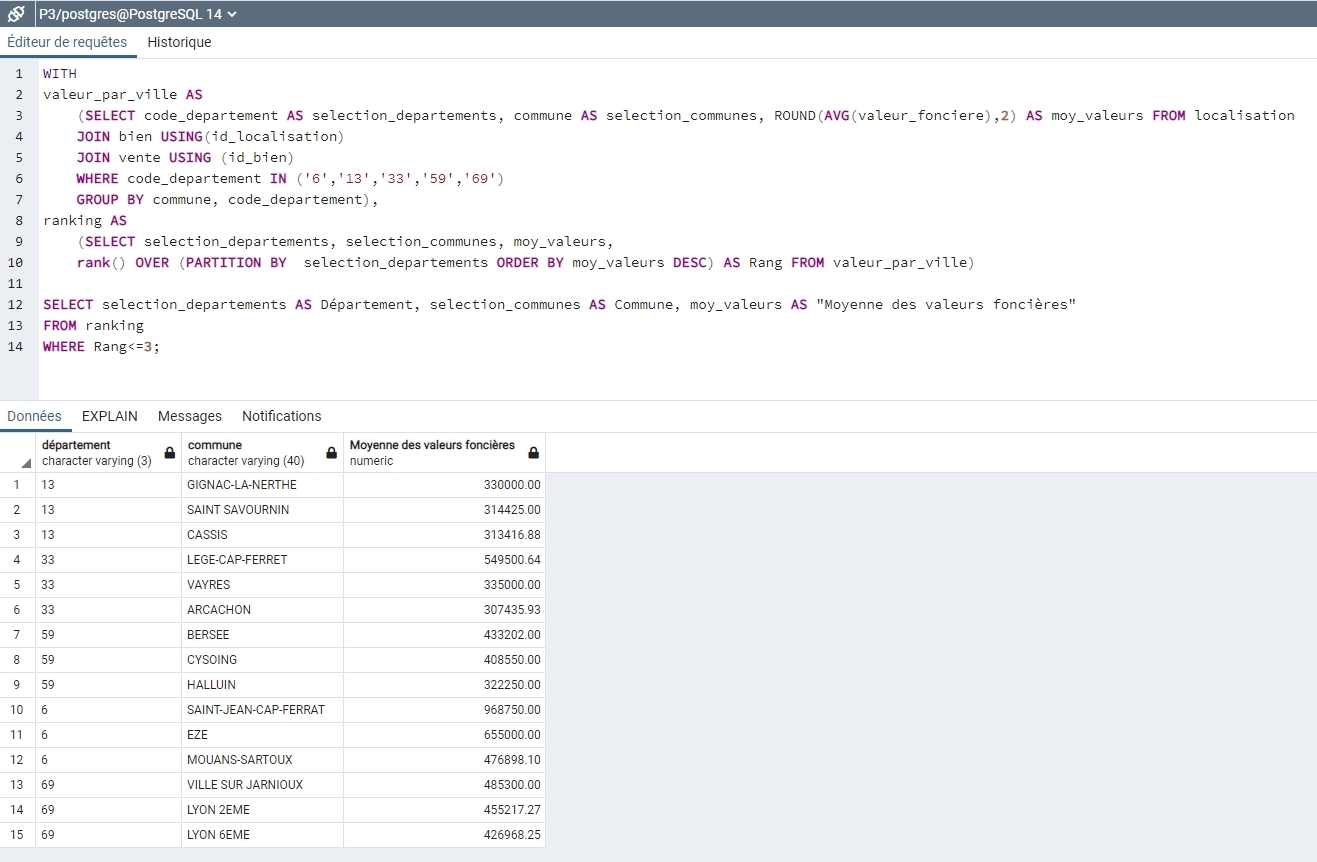 P3/postgres@PostgreSQL 14
Éditeur de requêtes Historique
1 WITH
2 valeur_par_ville AS
3 (SELECT code_departement AS selection_departements, commune AS selection_communes, ROUND(AVG(valeur_fonciere),2) AS moy_valeurs FROM localisation
4 JOIN bien USING(id_localisation)
5 JOIN vente USING (id_bien)
6 WHERE code_departement IN ('6','13','33','59','69')
7 GROUP BY commune, code_departement),
8 ranking AS
9 (SELECT selection_departements, selection_communes, moy_valeurs,
10 rank() OVER (PARTITION BY  selection_departements ORDER BY moy_valeurs DESC) AS Rang FROM valeur_par_ville)
11
12 SELECT selection_departements AS Département, selection_communes AS Commune, moy_valeurs AS "Moyenne des valeurs foncières"
13 FROM ranking
14 WHERE Rang<=3;
Données EXPLAIN Messages Notifications
département commune Moyenne des valeurs foncières
character varying (3) character varying (40) numeric
1 13 GIGNAC-LA-NERTHE 330000.00
2 13 SAINT SAVOURNIN 314425.00
3 13 CASSIS 313416.88
4 33 LEGE-CAP-FERRET 549500.64
5 33 VAYRES 335000.00
6 33 ARCACHON 307435.93
7 59 BERSEE 433202.00
8 59 CYSOING 408550.00
9 59 HALLUIN 322250.00
10 6 SAINT-JEAN-CAP-FERRAT 968750.00
11 6 EZE 655000.00
12 6 MOUANS-SARTOUX 476898.10
13 69 VILLE SUR JARNIOUX 485300.00
14 69 LYON 2EME 455217.27
15 69 LYON 6EME 426968.25